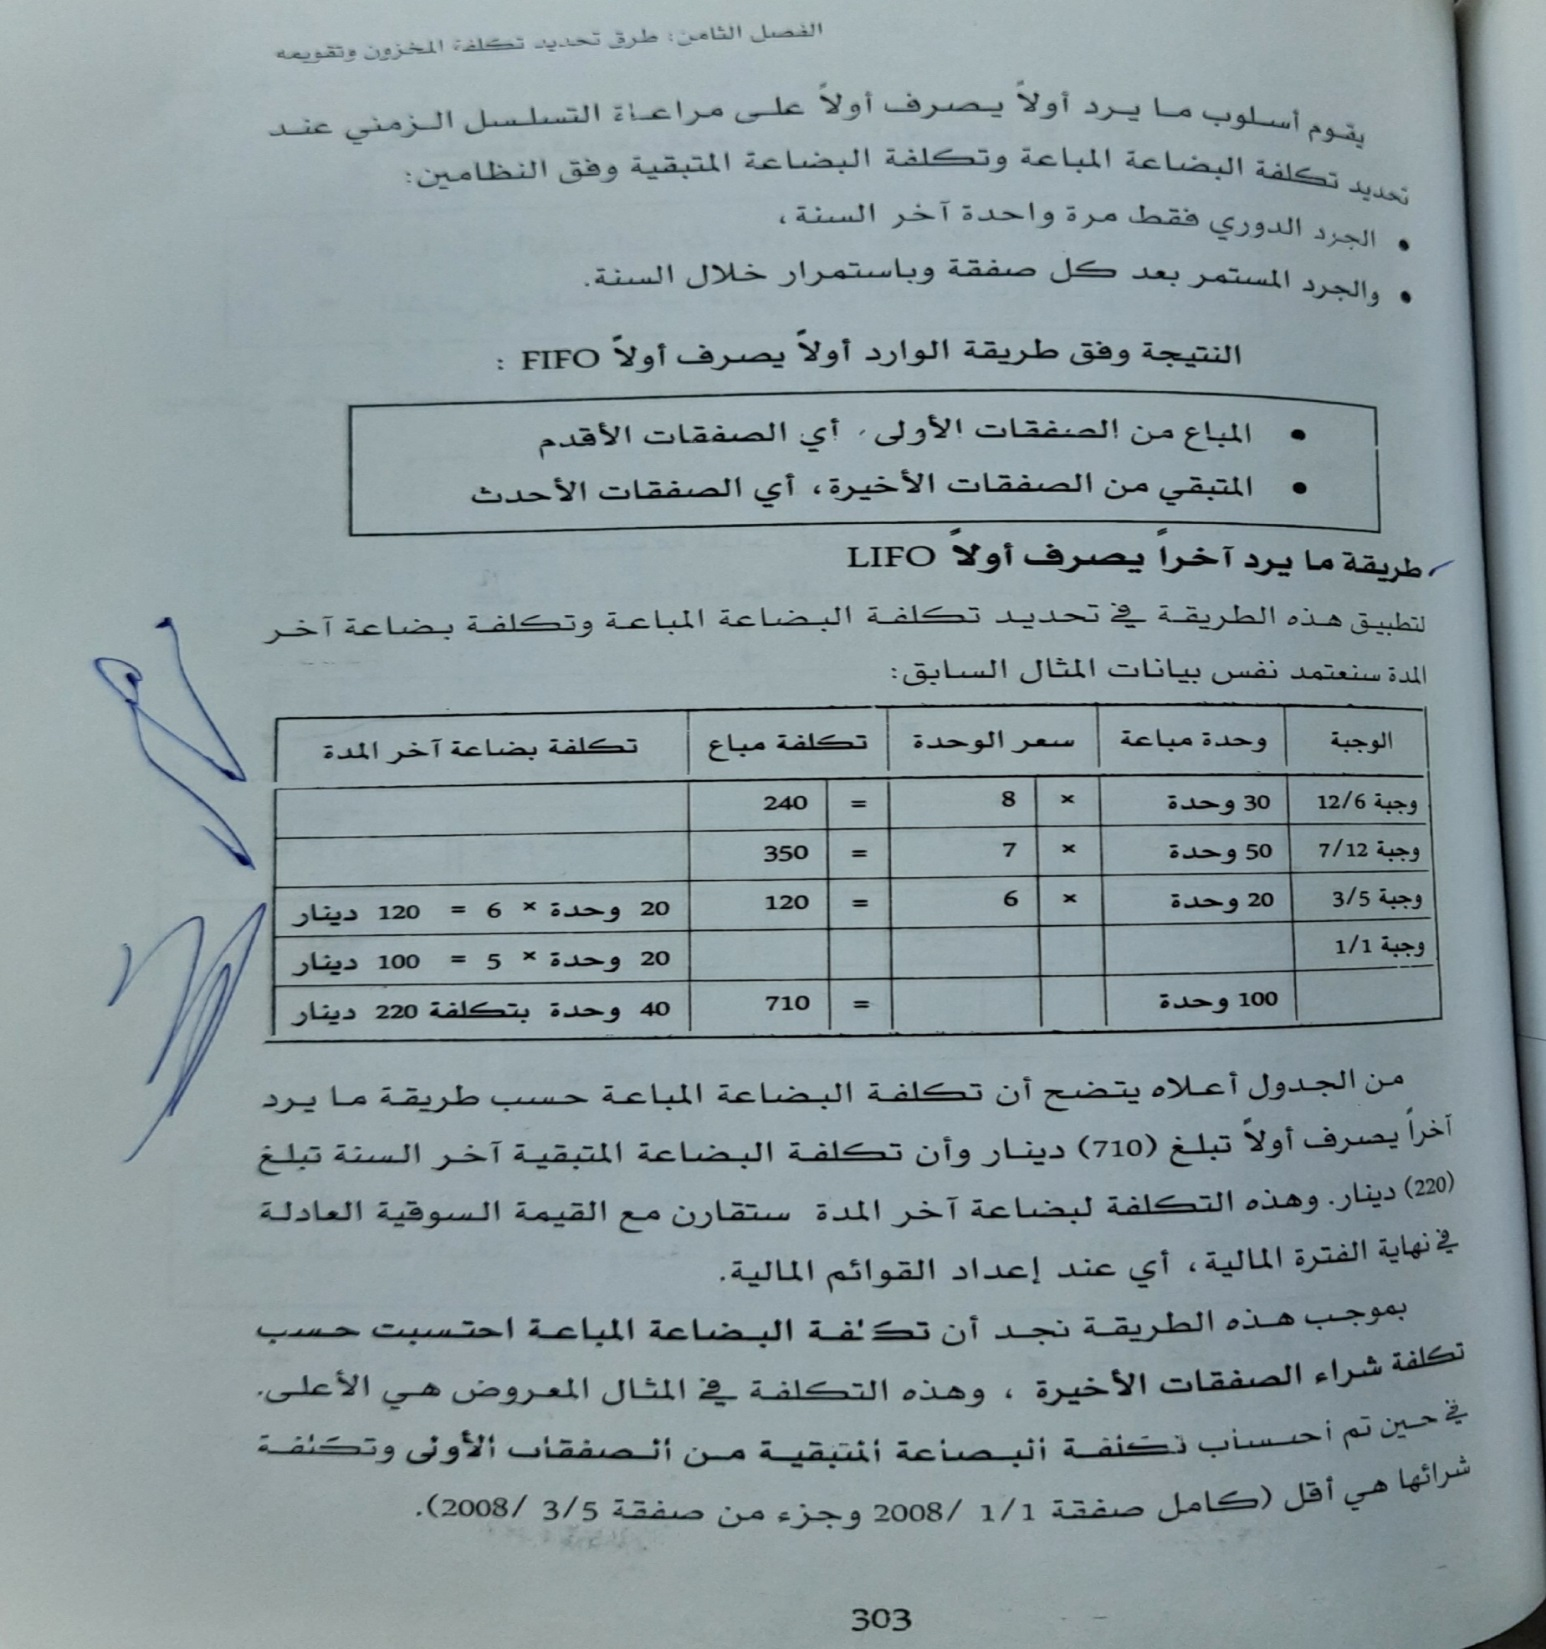 الفصل الثامن: طرق تحديد تكلفة المخزون وتقويمه
يقوم أسلوب ما يرد أولاً يصرف أولاً على مراعاة التسلسل الزمني عند
تحديد تكلفة البضاعة المباعة وتكلفة البضاعة المتبقية وفق النظامين:
• الجرد الدوري فقط مرة واحدة آخر السنة،
• والجرد المستمر بعد كل صفقة وباستمرار خلال السنة.
النتيجة وفق طريقة الوارد أولاً يصرف أولاً FIFO :
• المباع من الصفقات الأولى، أي الصفقات الأقدم
• المتبقي من الصفقات الأخيرة، أي الصفقات الأحدث
طريقة ما يرد آخراً يصرف أولاً LIFO
لتطبيق هذه الطريقة في تحديد تكلفة البضاعة المباعة وتكلفة بضاعة آخر
المدة سنعتمد نفس بيانات المثال السابق:
الوجبة وحدة مباعة سعر الوحدة تكلفة مباع تكلفة بضاعة آخر المدة
وجبة 12/6 30 وحدة × 8 = 240
وجبة 7/12 50 وحدة × 7 = 350
وجبة 3/5 20 وحدة × 6 = 120 20 وحدة × 6 = 120 دينار
وجبة 1/1 20 وحدة × 5 = 100 دينار
100 وحدة = 710 40 وحدة بتكلفة 220 دينار
من الجدول أعلاه يتضح أن تكلفة البضاعة المباعة حسب طريقة ما يرد
آخراً يصرف أولاً تبلغ (710) دينار وأن تكلفة البضاعة المتبقية آخر السنة تبلغ
(220) دينار. وهذه التكلفة لبضاعة آخر المدة ستقارن مع القيمة السوقية العادلة
في نهاية الفترة المالية، أي عند إعداد القوائم المالية.
بموجب هذه الطريقة نجد أن تكلفة البضاعة المباعة احتسبت حسب
تكلفة شراء الصفقات الأخيرة ، وهذه التكلفة في المثال المعروض هي الأعلى.
في حين تم احتساب تكلفة البضاعة المتبقية من الصفقات الأولى وتكلفة
شرائها هي أقل (كامل صفقة 1/1 /2008 وجزء من صفقة 3/5 /2008).
303